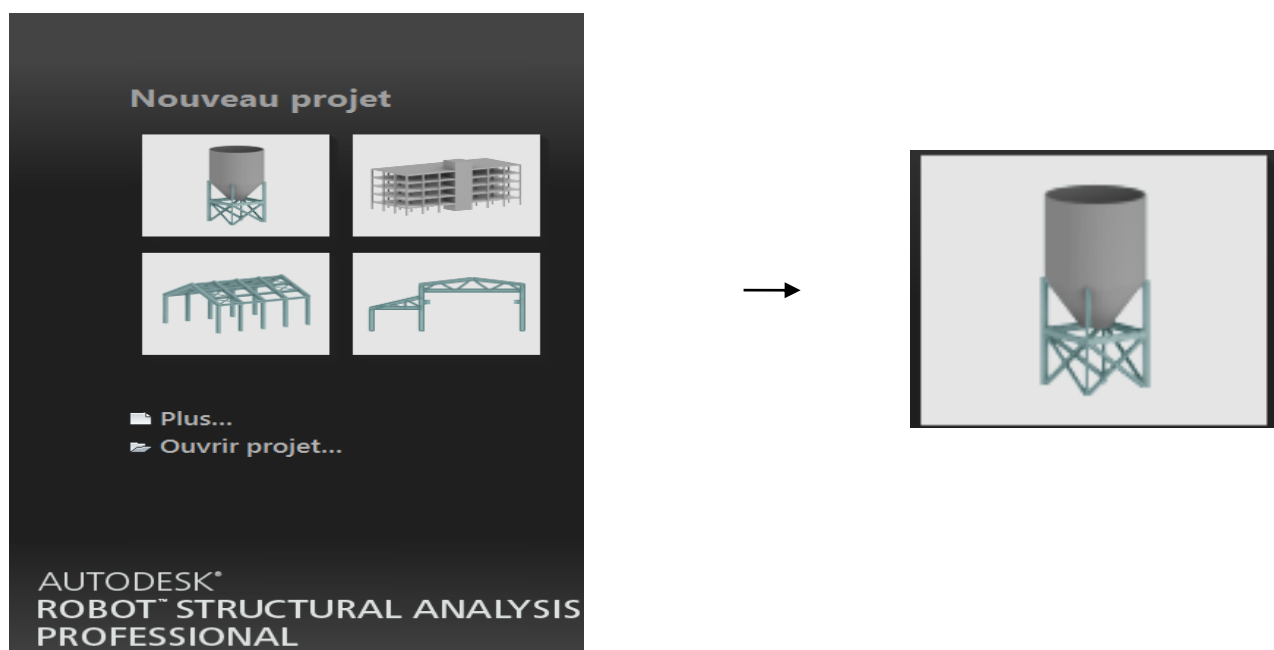 Nouveau projet
Plus...
Ouvrir projet...
AUTODESK®
ROBOT™ STRUCTURAL ANALYSIS
PROFESSIONAL